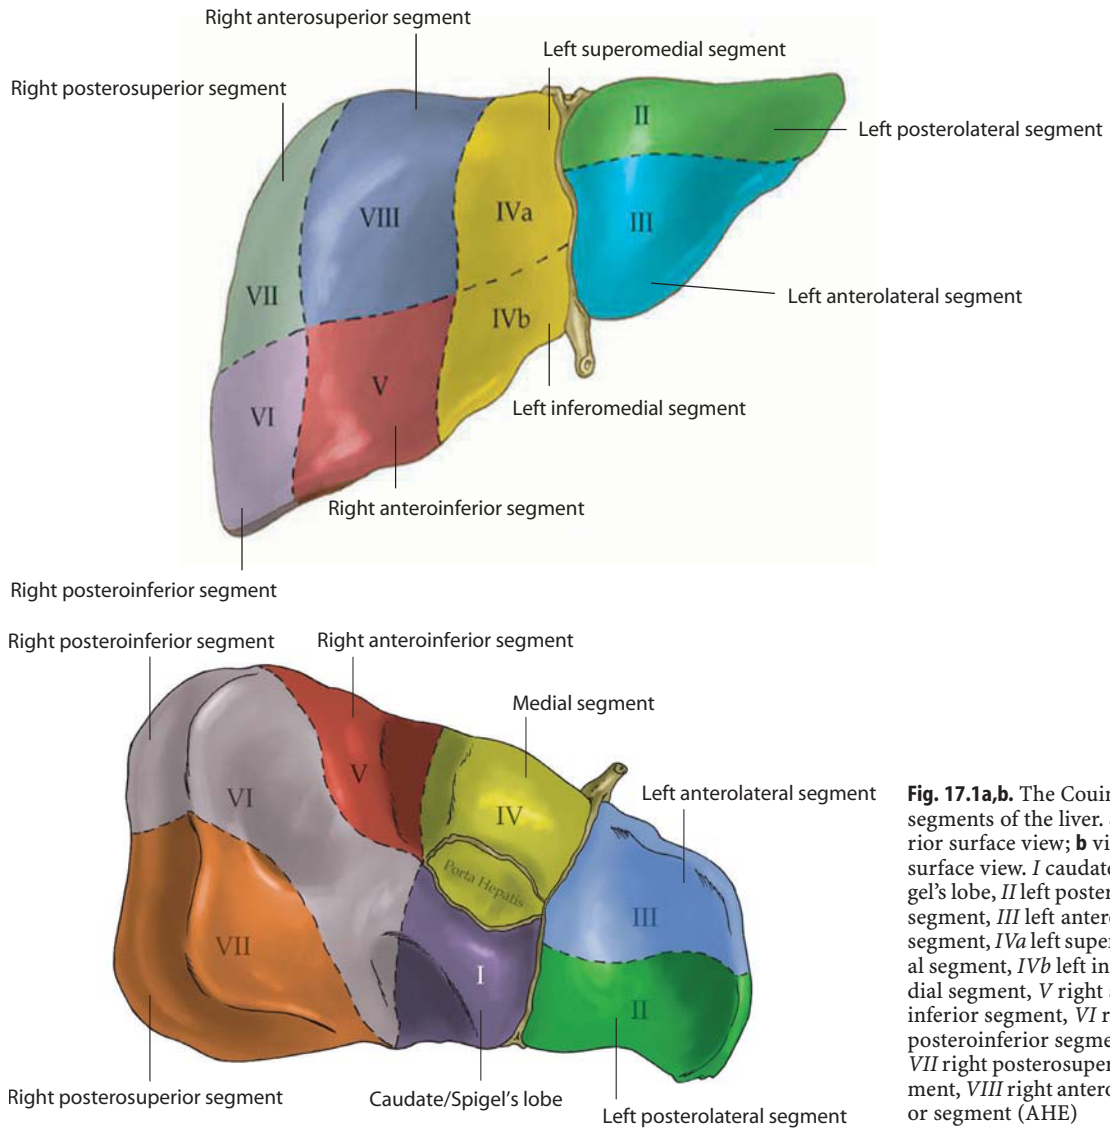 Right anterosuperior segment
Left superomedial segment
Right posterosuperior segment
II
Left posterolateral segment
VIII
IVa
III
VII
Left anterolateral segment
IVb
V
VI
Left inferomedial segment
Right anteroinferior segment
Right posteroinferior segment
Right posteroinferior segment
Right anteroinferior segment
Medial segment
Left anterolateral segment
V
VI
IV
Porta Hepatis
III
VII
I
II
Right posterosuperior segment
Caudate/Spigel's lobe
Left posterolateral segment
Fig. 17.1a,b. The Couin
segments of the liver.
rior surface view; b vi
surface view. I caudate
gel's lobe, II left poster
segment, III left antero
segment, IVa left super
al segment, IVb left in
dial segment, V right
inferior segment, VI r
posteroinferior segme
VII right posterosuper
ment, VIII right antero
or segment (AHE)